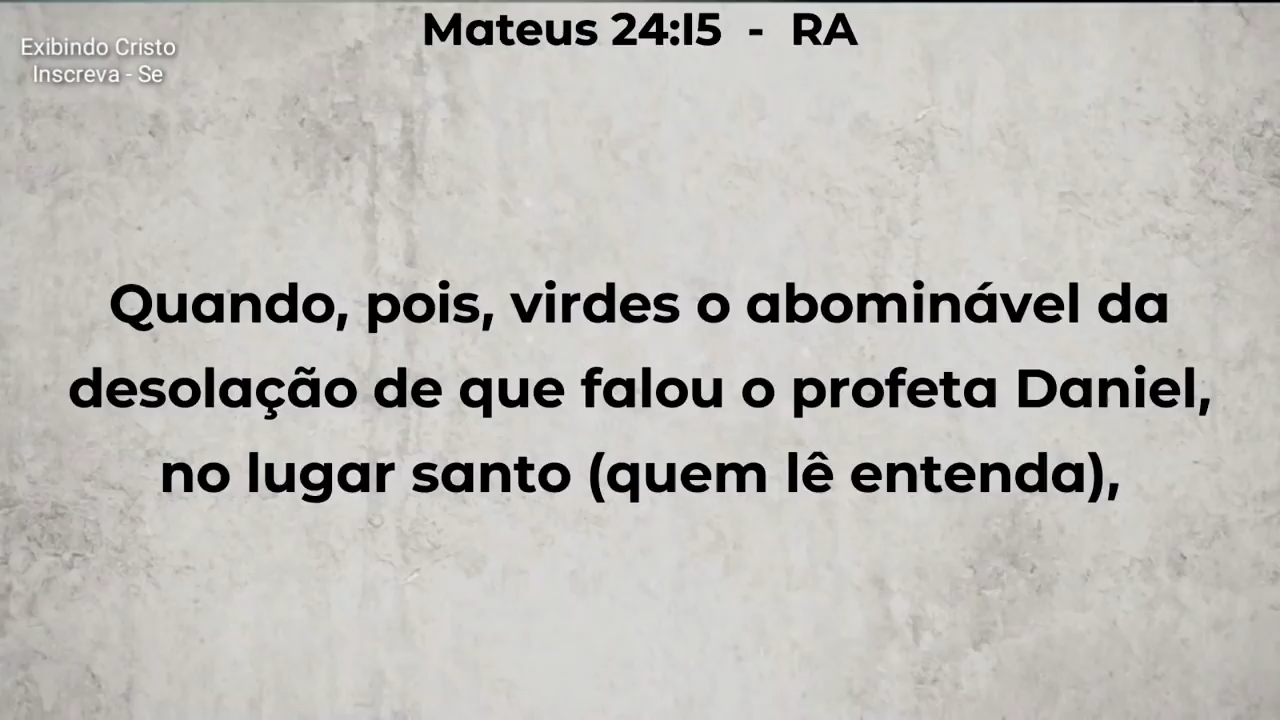 Mateus 24:15 - RA
Exibindo Cristo
Inscreva - Se
Quando, pois, virdes o abominável da
desolação de que falou o profeta Daniel,
no lugar santo (quem lê entenda),